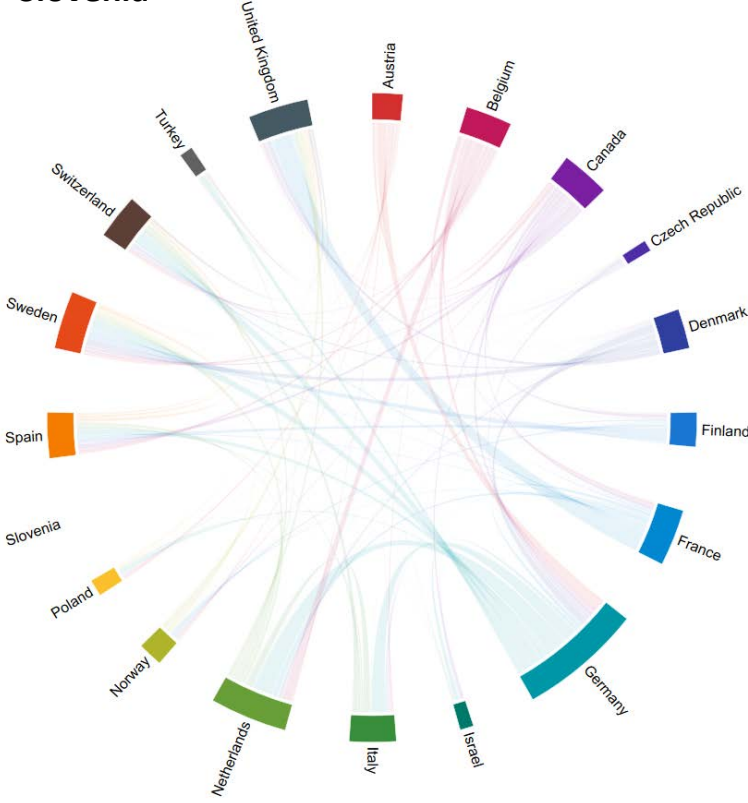 Slovenia
United Kingdom
Austria
Belgium
Canada
Czech Republic
Denmark
Finland
France
Germany
Israel
Italy
Netherlands
Norway
Poland
Slovenia
Spain
Sweden
Switzerland
Turkey